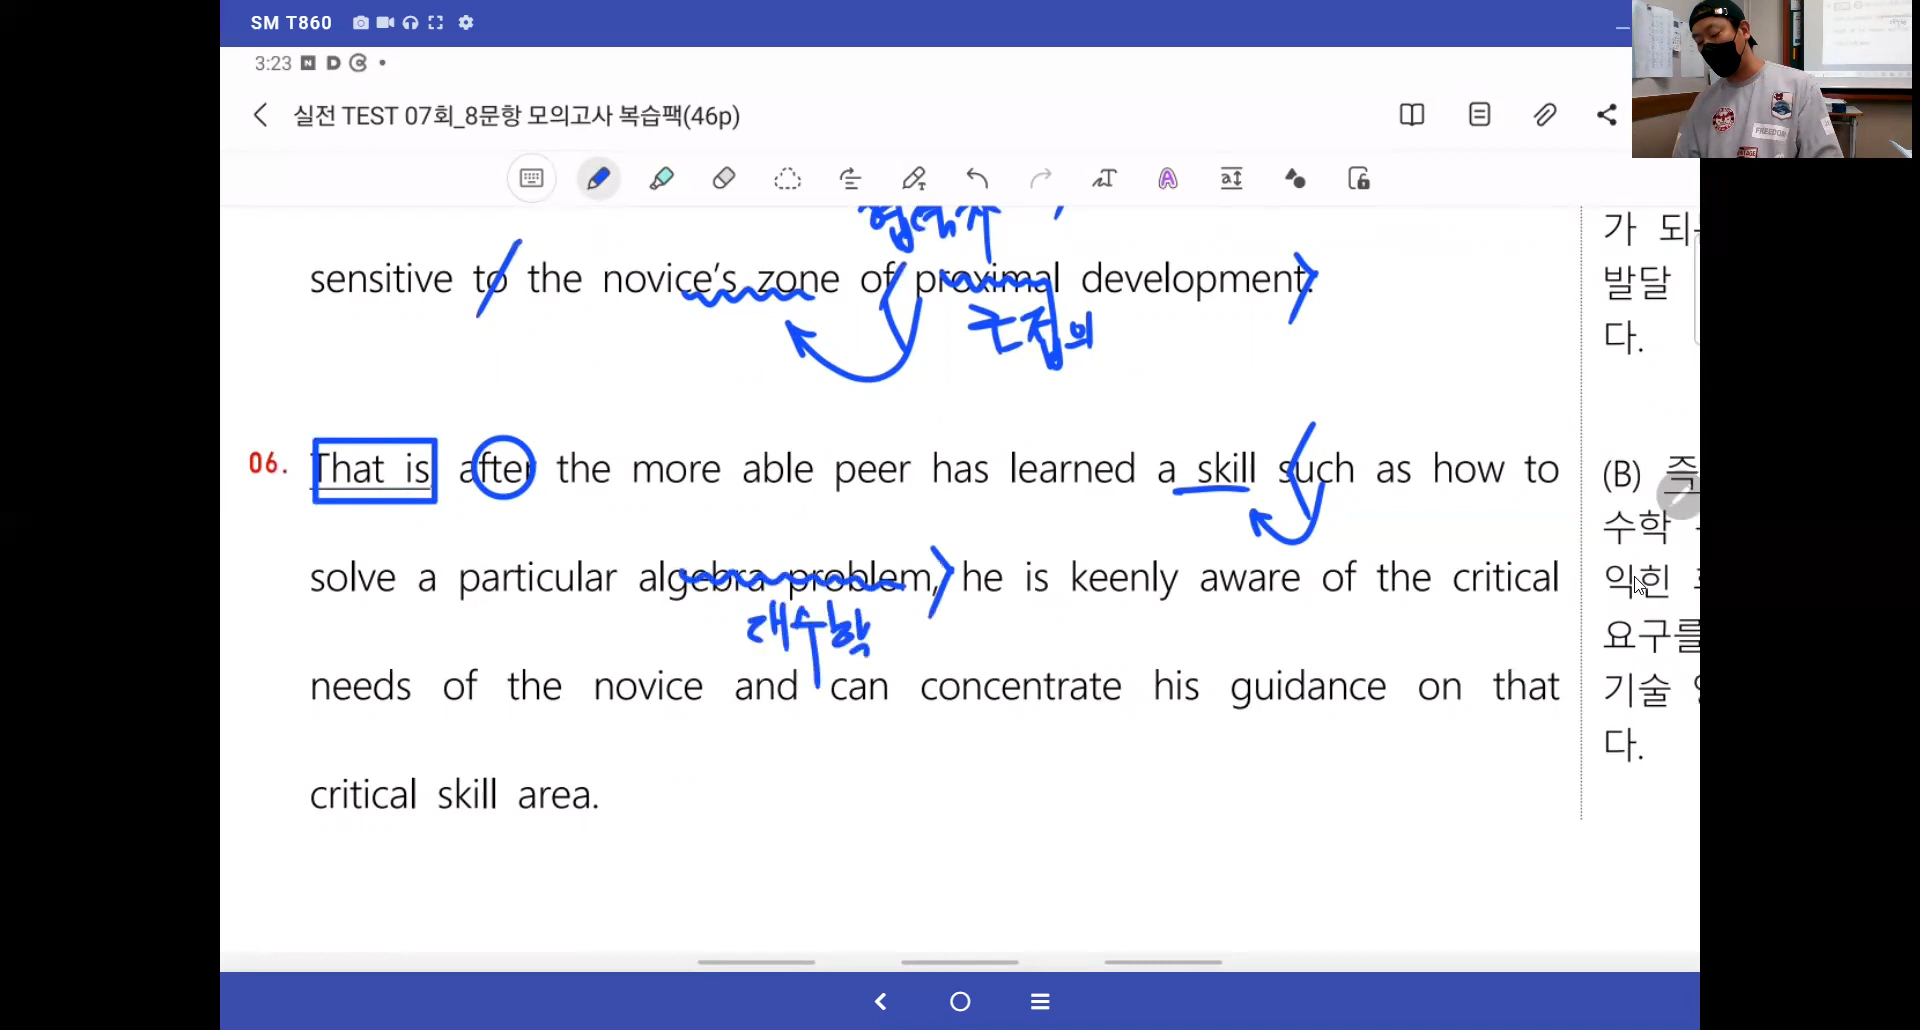 SM T860
3:23
실전 TEST 07회_8문항 모의고사 복습팩(46p)
sensitive to the novice's zone of proximal development.
근접의
가 되
발달
다.
06. That is after the more able peer has learned a skill such as how to
solve a particular algebra problem, he is keenly aware of the critical
대수학
needs of the novice and can concentrate his guidance on that
critical skill area.
(B) 즉
수학
익힌
요구를
기술
다.
FREEDOM